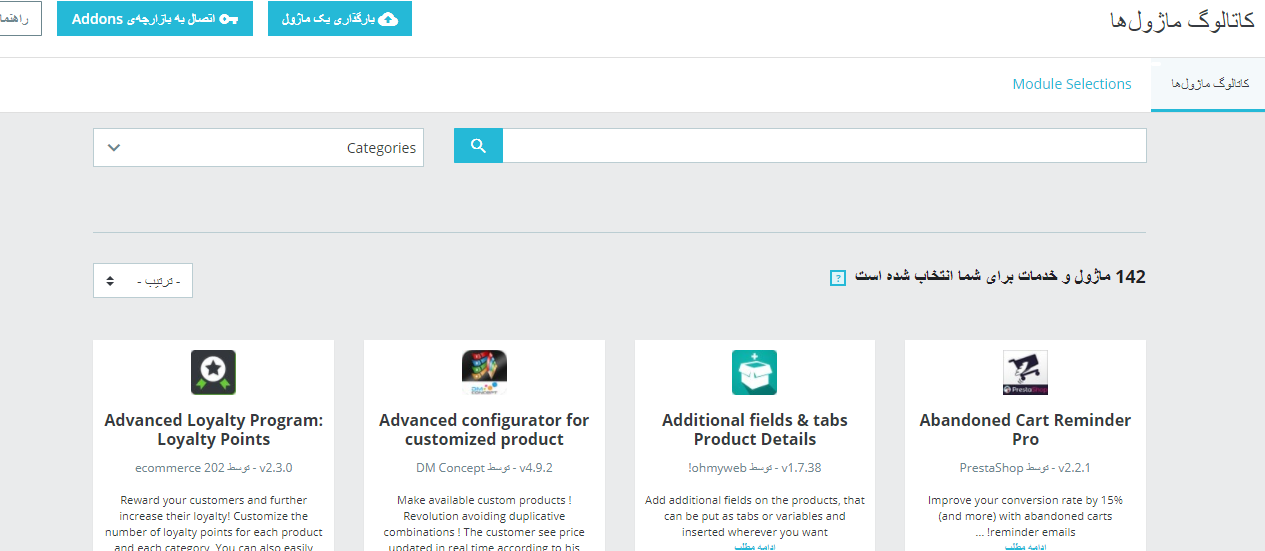 کاتالوگ ماژول‌ها
بارگذاری یک ماژول
اتصال به بازارچه‌ی Addons
راهنما
کاتالوگ ماژول‌ها
Module Selections
Categories
142 ماژول و خدمات برای شما انتخاب شده است ?
- ترتیب -
PrestaShop
Abandoned Cart Reminder
Pro
v2.2.1 - توسط PrestaShop
Improve your conversion rate by 15%
(and more) with abandoned carts
... reminder emails!
ادامه مطلب
Additional fields & tabs
Product Details
v1.7.38 - توسط ohmyweb!
Add additional fields on the products, that
can be put as tabs or variables and
inserted wherever you want
ادامه مطلب
DM CONCEPT
Advanced configurator for
customized product
v4.9.2 - توسط DM Concept
Make available custom products !
Revolution avoiding duplicative
combinations ! The customer see price
updated in real time according to his
Advanced Loyalty Program:
Loyalty Points
v2.3.0 - توسط 202 ecommerce
Reward your customers and further
increase their loyalty! Customize the
number of loyalty points for each product
and each category. You can also easily